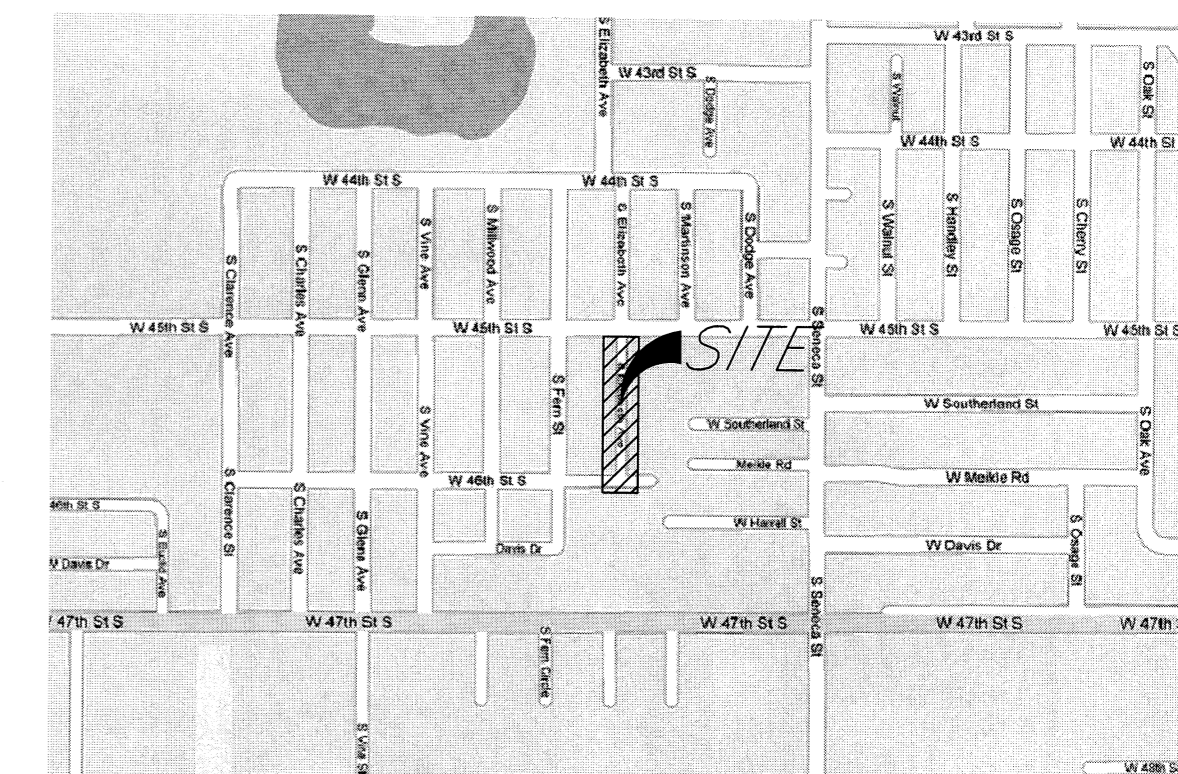 S Elizabeth Ave
W 43rd St S
W 43rd St S
S Dodge Ave
S Walnut
S Oak St
W 44th St S
W 44th St
W 44th St S
W 44th St S
S Clarence Ave
S Charles Ave
S Glenn Ave
S Vine Ave
S Millwood Ave
S Elizabeth Ave
S Martinson Ave
S Dodge Ave
S Walnut St
S Handley St
S Osage St
S Cherry St
W 45th St S
W 45th St S
S Seneca St
W 45th St S
W 45th St S
SITE
S Fern St
S Vine Ave
W Southerland St
W Southerland St
S Oak Ave
Meikle Rd
W Meikle Rd
W 46th St S
S Clarence St
S Charles Ave
S Glenn Ave
46th St S
W Davis Dr
Davis Dr
W Harrell St
W Davis Dr
S Osage St
S Seneca St
W 47th St S
W 47th St S
W 47th St S
W 47th St S
W 47th
S Fern Circle
W 48th S